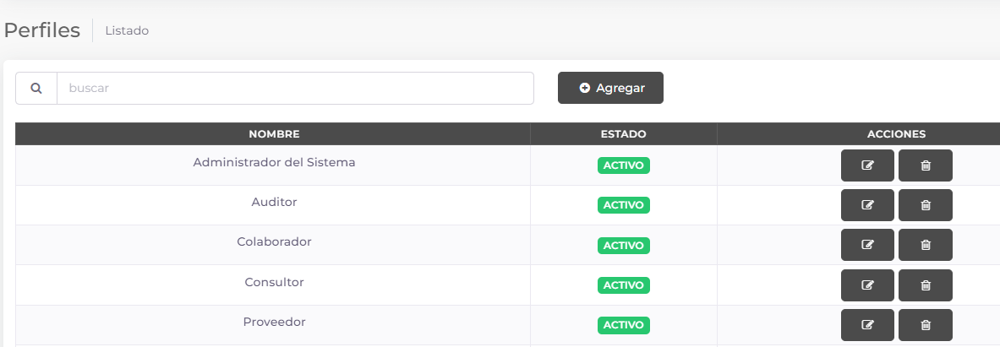 Perfiles Listado
buscar Agregar
NOMBRE ESTADO ACCIONES
Administrador del Sistema ACTIVO
Auditor ACTIVO
Colaborador ACTIVO
Consultor ACTIVO
Proveedor ACTIVO